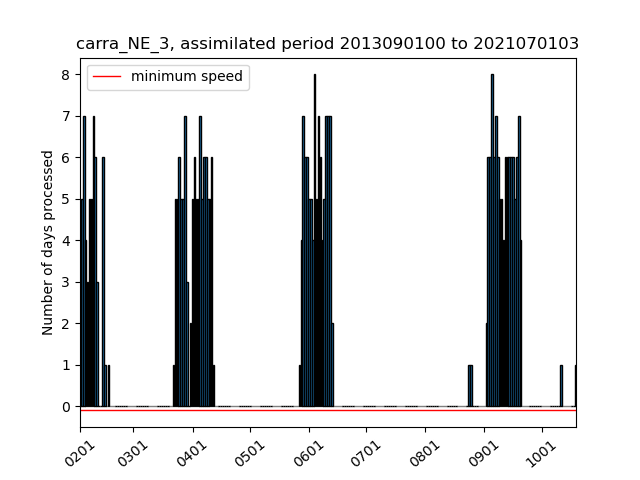 carra_NE_3, assimilated period 2013090100 to 2021070103
minimum speed
Number of days processed
8
7
6
5
4
3
2
1
0
0201 0301 0401 0501 0601 0701 0801 0901 1001